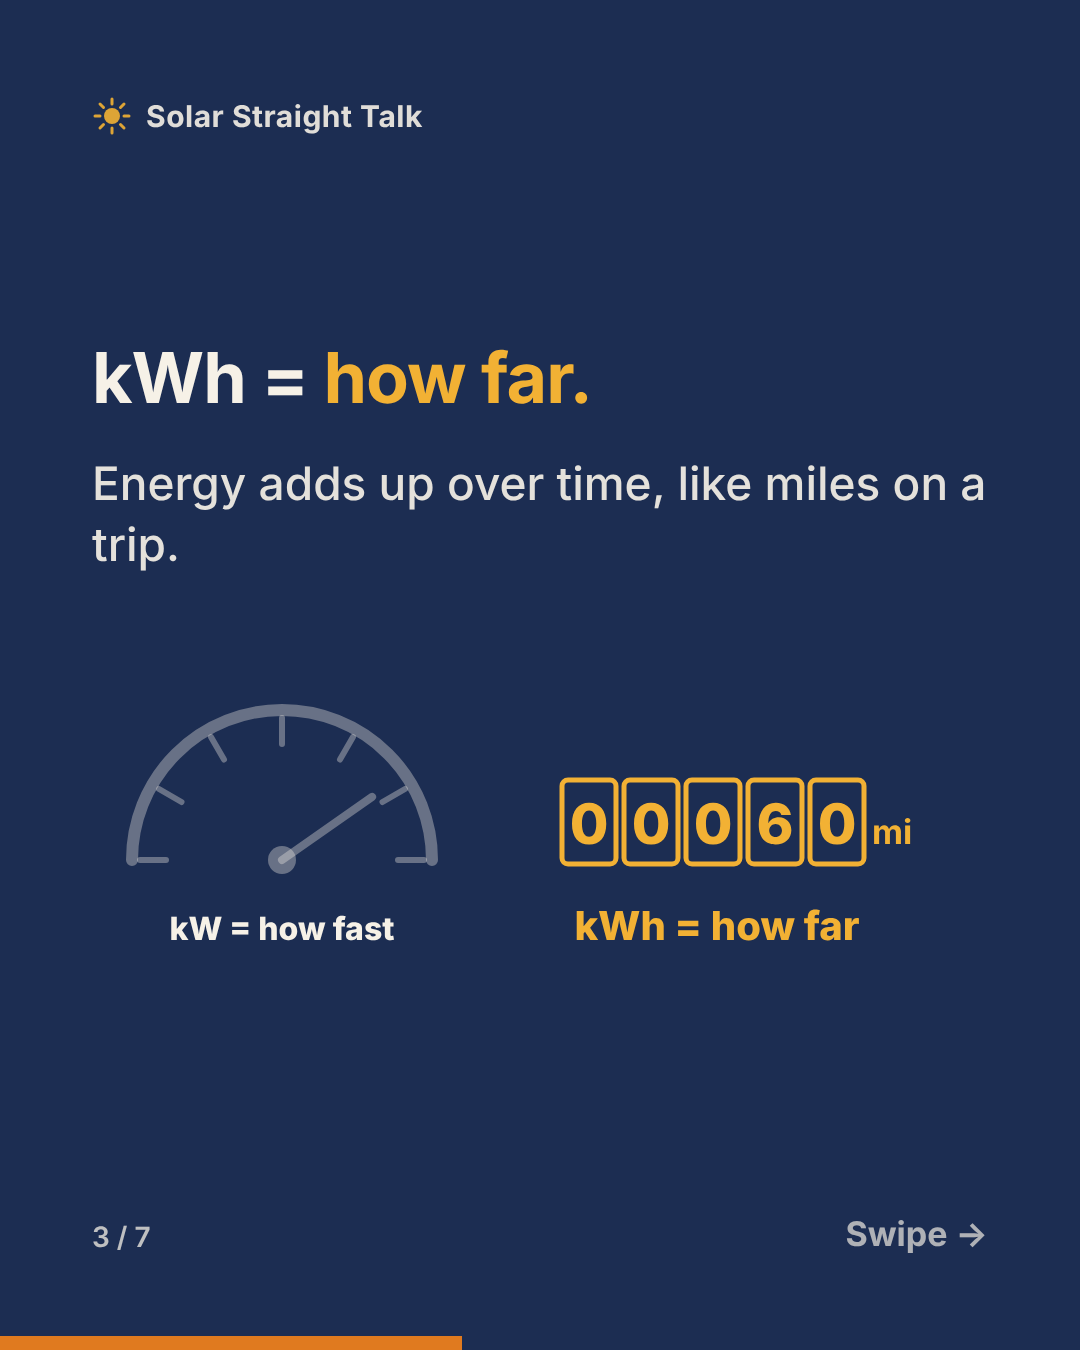 Solar Straight Talk
kWh = how far.
Energy adds up over time, like miles on a
trip.
00060 mi
kW = how fast
kWh = how far
3 / 7
Swipe →